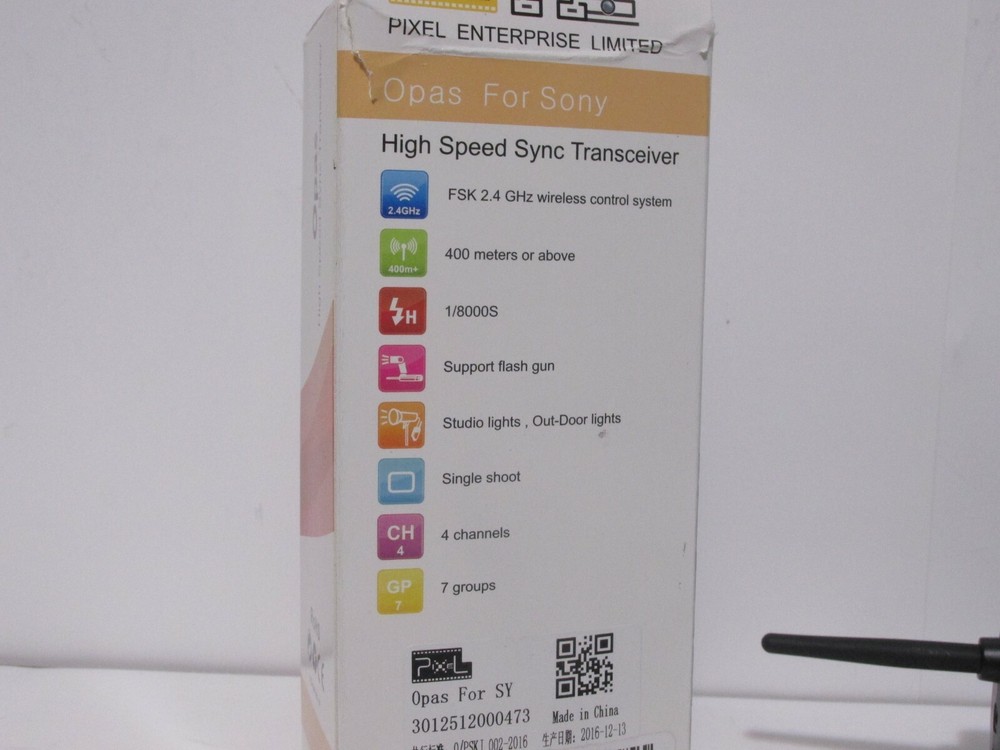 PIXEL ENTERPRISE LIMITED
Opas For Sony
High Speed Sync Transceiver
2.4GHz
FSK 2.4 GHz wireless control system
400m+
400 meters or above
H
1/8000S
Support flash gun
Studio lights , Out-Door lights
Single shoot
CH
4
4 channels
GP
7
7 groups
PIXEL
Opas For SY
3012512000473
Made in China
Q/PSKJ 002-2016
生产日期: 2016-12-13